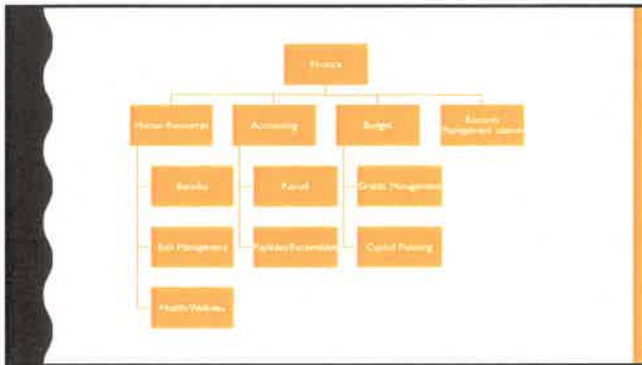 Finance
Human Resources
Accounting
Budget
Records
Management
Benefits
Payroll
Grants Management
Risk Management
Payables/Receivables
Capital Planning
Health/Wellness